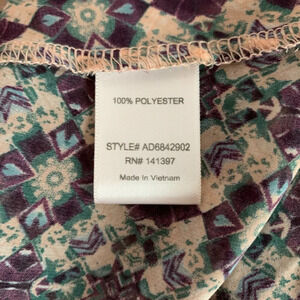 100% POLYESTER
STYLE# AD6842902
RN# 141397
Made In Vietnam